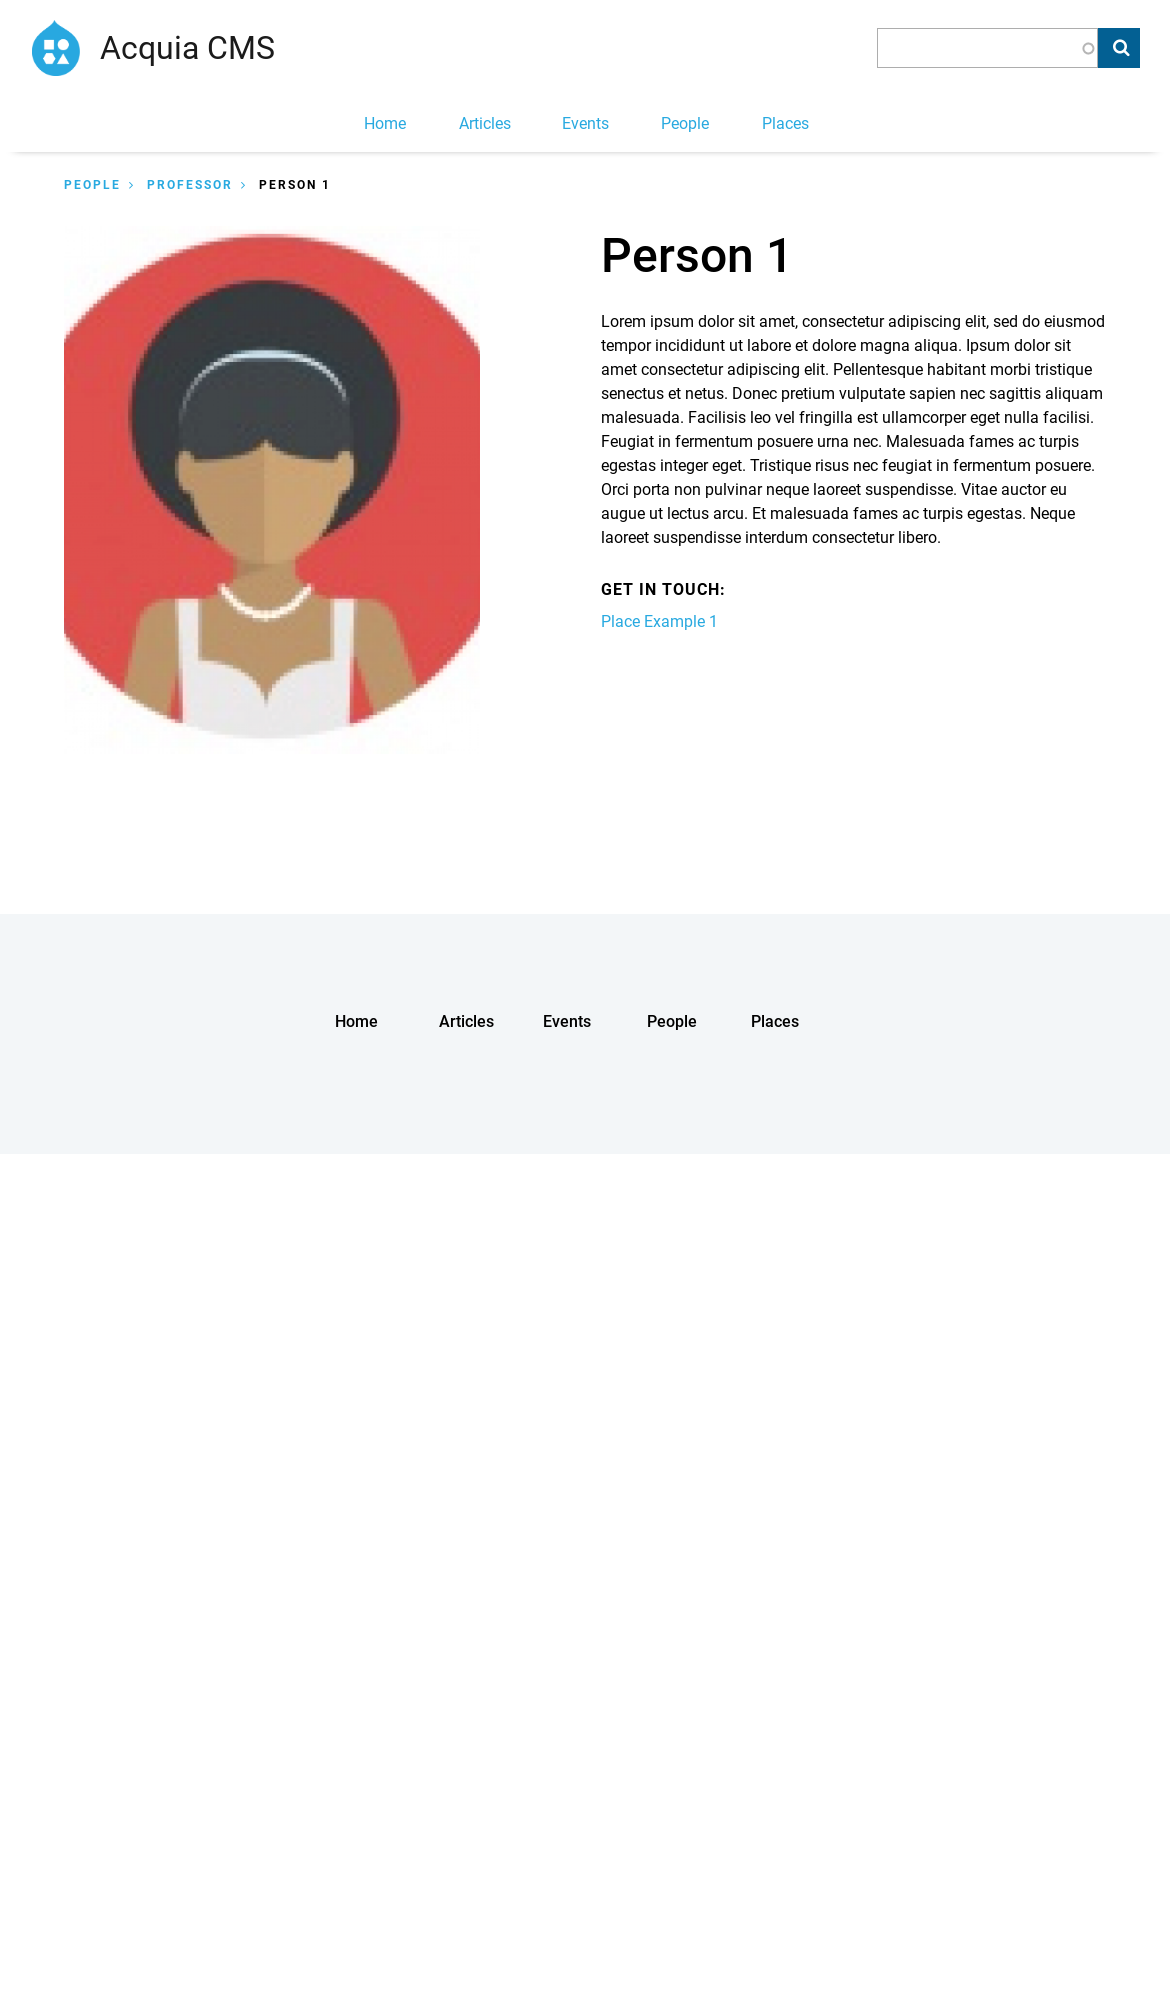 Acquia CMS
Home Articles Events People Places
PEOPLE PROFESSOR PERSON 1
Person 1
Lorem ipsum dolor sit amet, consectetur adipiscing elit, sed do eiusmod
tempor incididunt ut labore et dolore magna aliqua. Ipsum dolor sit
amet consectetur adipiscing elit. Pellentesque habitant morbi tristique
senectus et netus. Donec pretium vulputate sapien nec sagittis aliquam
malesuada. Facilisis leo vel fringilla est ullamcorper eget nulla facilisi.
Feugiat in fermentum posuere urna nec. Malesuada fames ac turpis
egestas integer eget. Tristique risus nec feugiat in fermentum posuere.
Orci porta non pulvinar neque laoreet suspendisse. Vitae auctor eu
augue ut lectus arcu. Et malesuada fames ac turpis egestas. Neque
laoreet suspendisse interdum consectetur libero.
GET IN TOUCH:
Place Example 1
Home Articles Events People Places